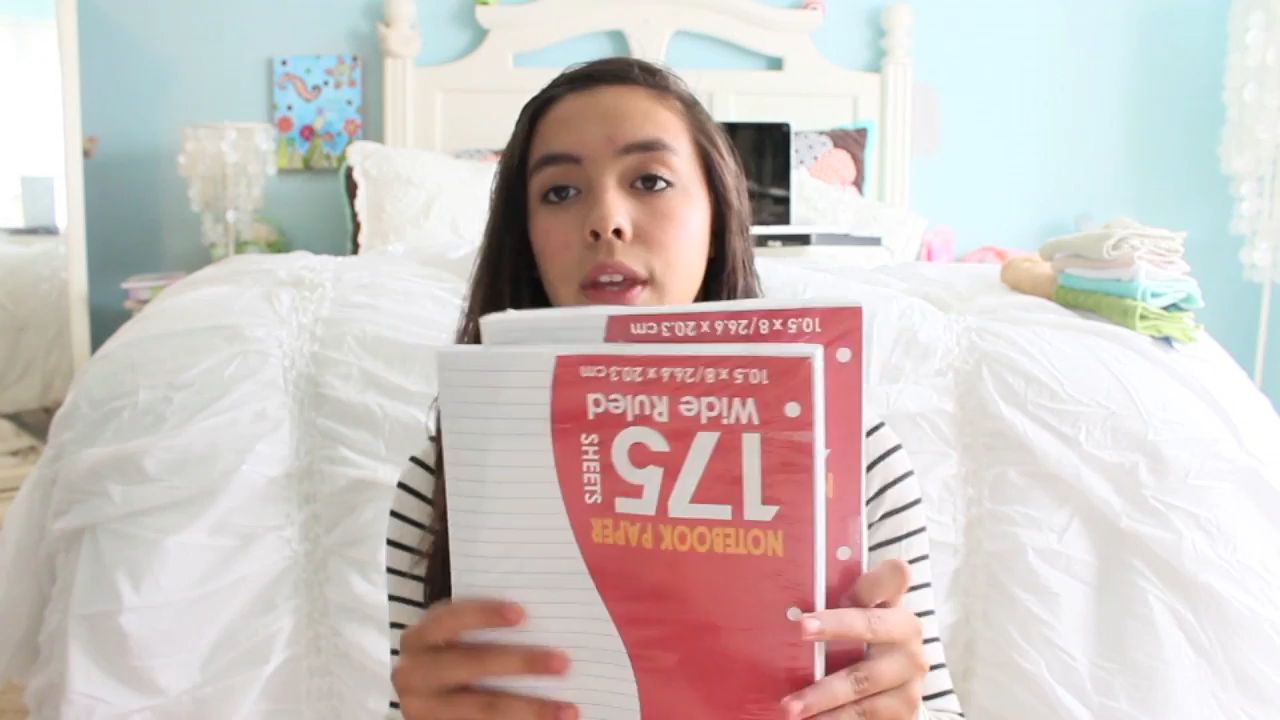 NOTEBOOK PAPER
175
SHEETS
Wide Ruled
10.5 x 8/26.6 x 20.3 cm
10.5 x 8/26.6 x 20.3 cm